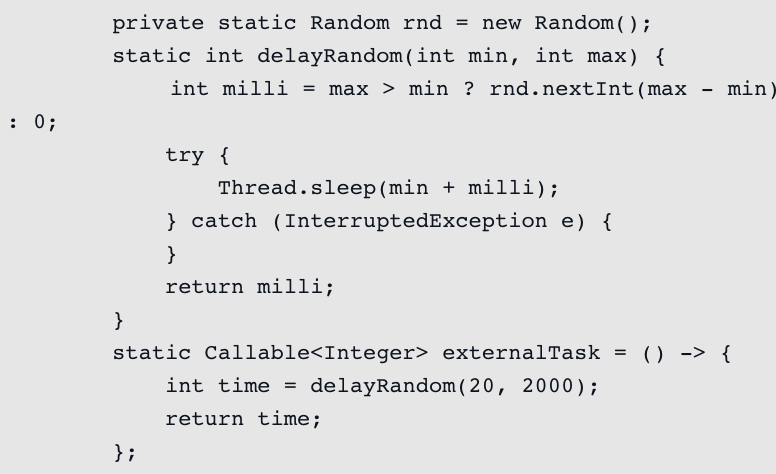 private static Random rnd = new Random();
static int delayRandom(int min, int max) {
int milli = max > min ? rnd.nextInt(max - min)
: 0;
try {
Thread.sleep(min + milli);
} catch (InterruptedException e) {
}
return milli;
}
static Callable<Integer> externalTask = () -> {
int time = delayRandom(20, 2000);
return time;
};